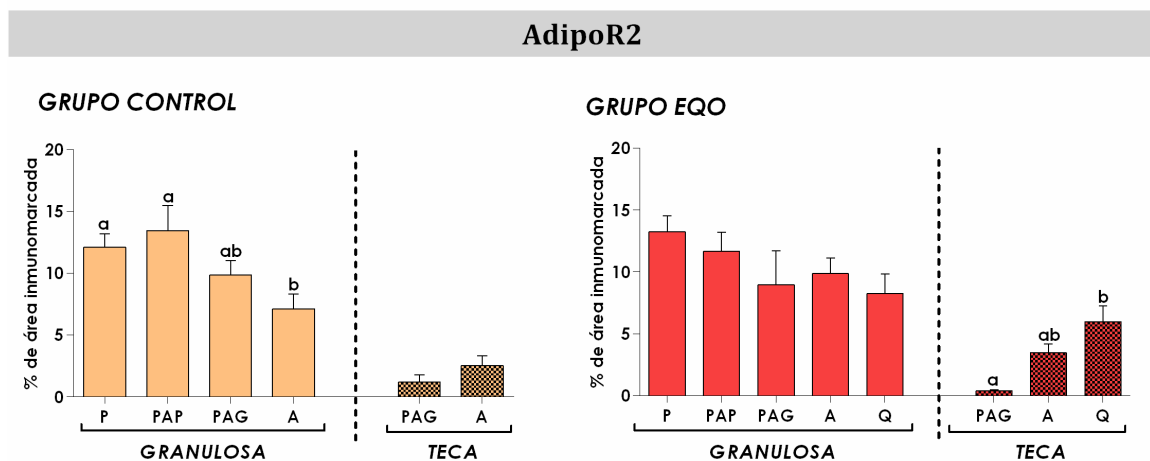 AdipoR2
GRUPO CONTROL
% de área inmunomarcada
20
15
10
5
0
a
a
ab
b
P PAP PAG A
PAG A
GRANULOSA
TECA
GRUPO EQO
% de área inmunomarcada
20
15
10
5
0
a
ab
b
P PAP PAG A Q
PAG A Q
GRANULOSA
TECA